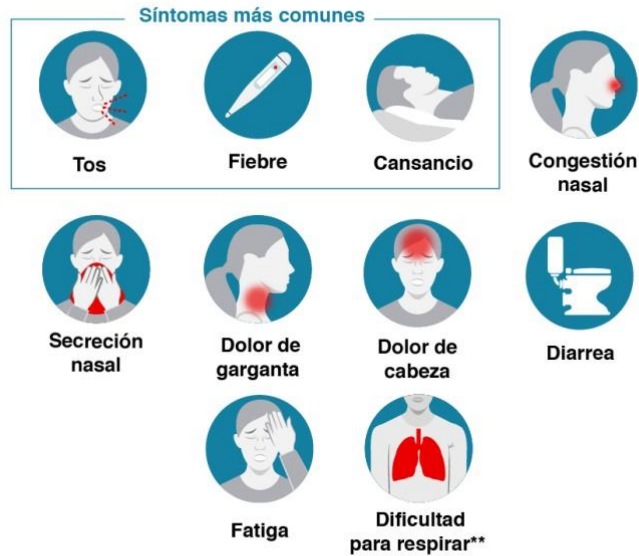 Síntomas más comunes
Tos
Fiebre
Cansancio
Congestión
nasal
Secreción
nasal
Dolor de
garganta
Dolor de
cabeza
Diarrea
Fatiga
Dificultad
para respirar**